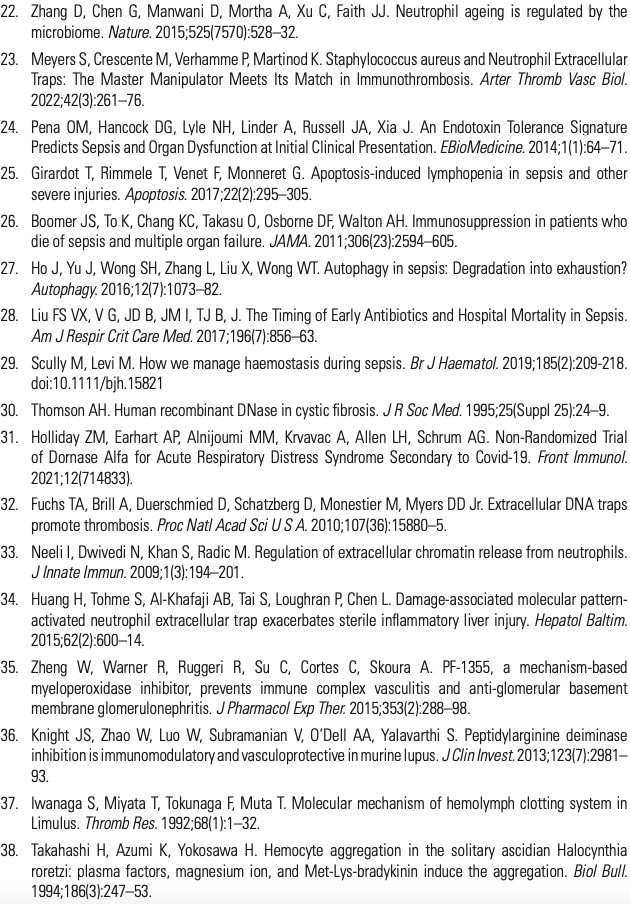 22. Zhang D, Chen G, Manwani D, Mortha A, Xu C, Faith JJ. Neutrophil ageing is regulated by the
microbiome. Nature. 2015;525(7570):528–32.
23. Meyers S, Crescente M, Verhamme P, Martinod K. Staphylococcus aureus and Neutrophil Extracellular
Traps: The Master Manipulator Meets Its Match in Immunothrombosis. Arter Thromb Vasc Biol.
2022;42(3):261–76.
24. Pena OM, Hancock DG, Lyle NH, Linder A, Russell JA, Xia J. An Endotoxin Tolerance Signature
Predicts Sepsis and Organ Dysfunction at Initial Clinical Presentation. EBioMedicine. 2014;1(1):64–71.
25. Girardot T, Rimmele T, Venet F, Monneret G. Apoptosis-induced lymphopenia in sepsis and other
severe injuries. Apoptosis. 2017;22(2):295–305.
26. Boomer JS, To K, Chang KC, Takasu O, Osborne DF, Walton AH. Immunosuppression in patients who
die of sepsis and multiple organ failure. JAMA. 2011;306(23):2594–605.
27. Ho J, Yu J, Wong SH, Zhang L, Liu X, Wong WT. Autophagy in sepsis: Degradation into exhaustion?
Autophagy. 2016;12(7):1073–82.
28. Liu FS VX, V G, JD B, JM I, TJ B, J. The Timing of Early Antibiotics and Hospital Mortality in Sepsis.
Am J Respir Crit Care Med. 2017;196(7):856–63.
29. Scully M, Levi M. How we manage haemostasis during sepsis. Br J Haematol. 2019;185(2):209-218.
doi:10.1111/bjh.15821
30. Thomson AH. Human recombinant DNase in cystic fibrosis. J R Soc Med. 1995;25(Suppl 25):24–9.
31. Holliday ZM, Earhart AP, Alnijoumi MM, Krvavac A, Allen LH, Schrum AG. Non-Randomized Trial
of Dornase Alfa for Acute Respiratory Distress Syndrome Secondary to Covid-19. Front Immunol.
2021;12(714833).
32. Fuchs TA, Brill A, Duerschmied D, Schatzberg D, Monestier M, Myers DD Jr. Extracellular DNA traps
promote thrombosis. Proc Natl Acad Sci U S A. 2010;107(36):15880–5.
33. Neeli I, Dwivedi N, Khan S, Radic M. Regulation of extracellular chromatin release from neutrophils.
J Innate Immun. 2009;1(3):194–201.
34. Huang H, Tohme S, Al-Khafaji AB, Tai S, Loughran P, Chen L. Damage-associated molecular pattern-
activated neutrophil extracellular trap exacerbates sterile inflammatory liver injury. Hepatol Baltim.
2015;62(2):600–14.
35. Zheng W, Warner R, Ruggeri R, Su C, Cortes C, Skoura A. PF-1355, a mechanism-based
myeloperoxidase inhibitor, prevents immune complex vasculitis and anti-glomerular basement
membrane glomerulonephritis. J Pharmacol Exp Ther. 2015;353(2):288–98.
36. Knight JS, Zhao W, Luo W, Subramanian V, O'Dell AA, Yalavarthi S. Peptidylarginine deiminase
inhibition is immunomodulatory and vasculoprotective in murine lupus. J Clin Invest. 2013;123(7):2981–
93.
37. Iwanaga S, Miyata T, Tokunaga F, Muta T. Molecular mechanism of hemolymph clotting system in
Limulus. Thromb Res. 1992;68(1):1–32.
38. Takahashi H, Azumi K, Yokosawa H. Hemocyte aggregation in the solitary ascidian Halocynthia
roretzi: plasma factors, magnesium ion, and Met-Lys-bradykinin induce the aggregation. Biol Bull.
1994;186(3):247–53.